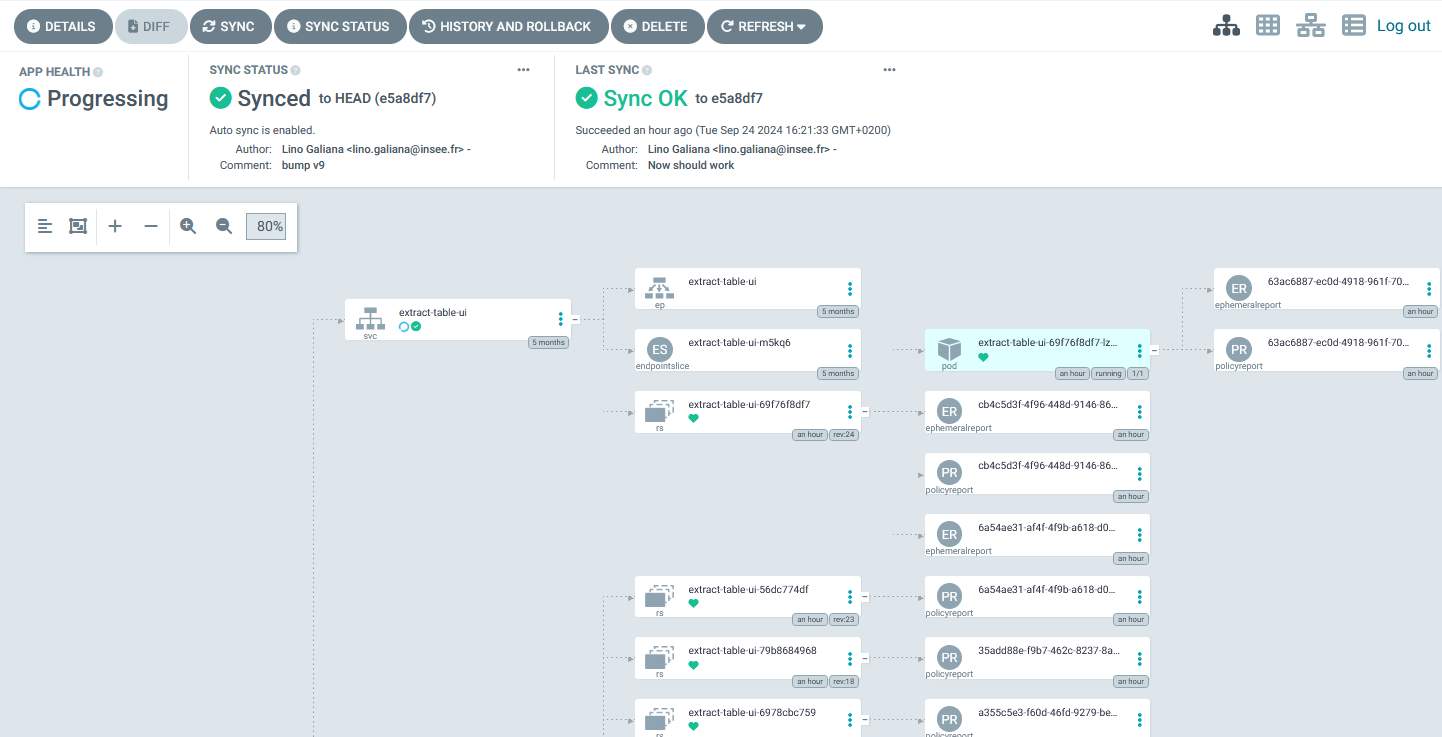 DETAILS DIFF SYNC SYNC STATUS HISTORY AND ROLLBACK DELETE REFRESH Log out
APP HEALTH
Progressing
SYNC STATUS
Synced to HEAD (e5a8df7)
Auto sync is enabled.
Author: Lino Galiana <lino.galiana@insee.fr> -
Comment: bump v9
LAST SYNC
Sync OK to e5a8df7
Succeeded an hour ago (Tue Sep 24 2024 16:21:33 GMT+0200)
Author: Lino Galiana <lino.galiana@insee.fr> -
Comment: Now should work
80%
extract-table-ui
svc
5 months
extract-table-ui
ep
5 months
ES
extract-table-ui-m5kq6
endpointslice
5 months
extract-table-ui-69f76f8df7
rs
an hour rev:24
extract-table-ui-56dc774df
rs
an hour rev:23
extract-table-ui-79b8684968
rs
an hour rev:18
extract-table-ui-6978cbc759
rs
extract-table-ui-69f76f8df7-lz...
pod
an hour running 1/1
ER
cb4c5d3f-4f96-448d-9146-86...
ephemeralreport
an hour
PR
cb4c5d3f-4f96-448d-9146-86...
policyreport
an hour
ER
6a54ae31-af4f-4f9b-a618-d0...
ephemeralreport
an hour
PR
6a54ae31-af4f-4f9b-a618-d0...
policyreport
an hour
PR
35add88e-f9b7-462c-8237-8a...
policyreport
an hour
PR
a355c5e3-f60d-46fd-9279-be...
policyreport
ER
63ac6887-ec0d-4918-961f-70...
ephemeralreport
an hour
PR
63ac6887-ec0d-4918-961f-70...
policyreport
an hour